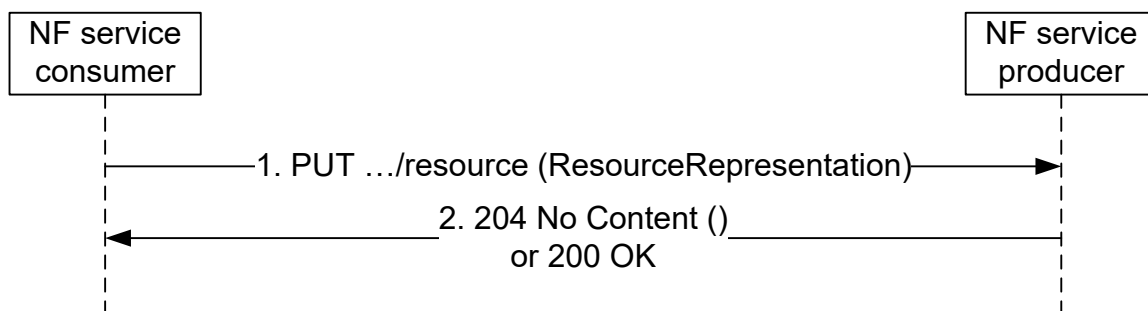 NF service
consumer
NF service
producer
1. PUT …/resource (ResourceRepresentation)
2. 204 No Content ()
or 200 OK